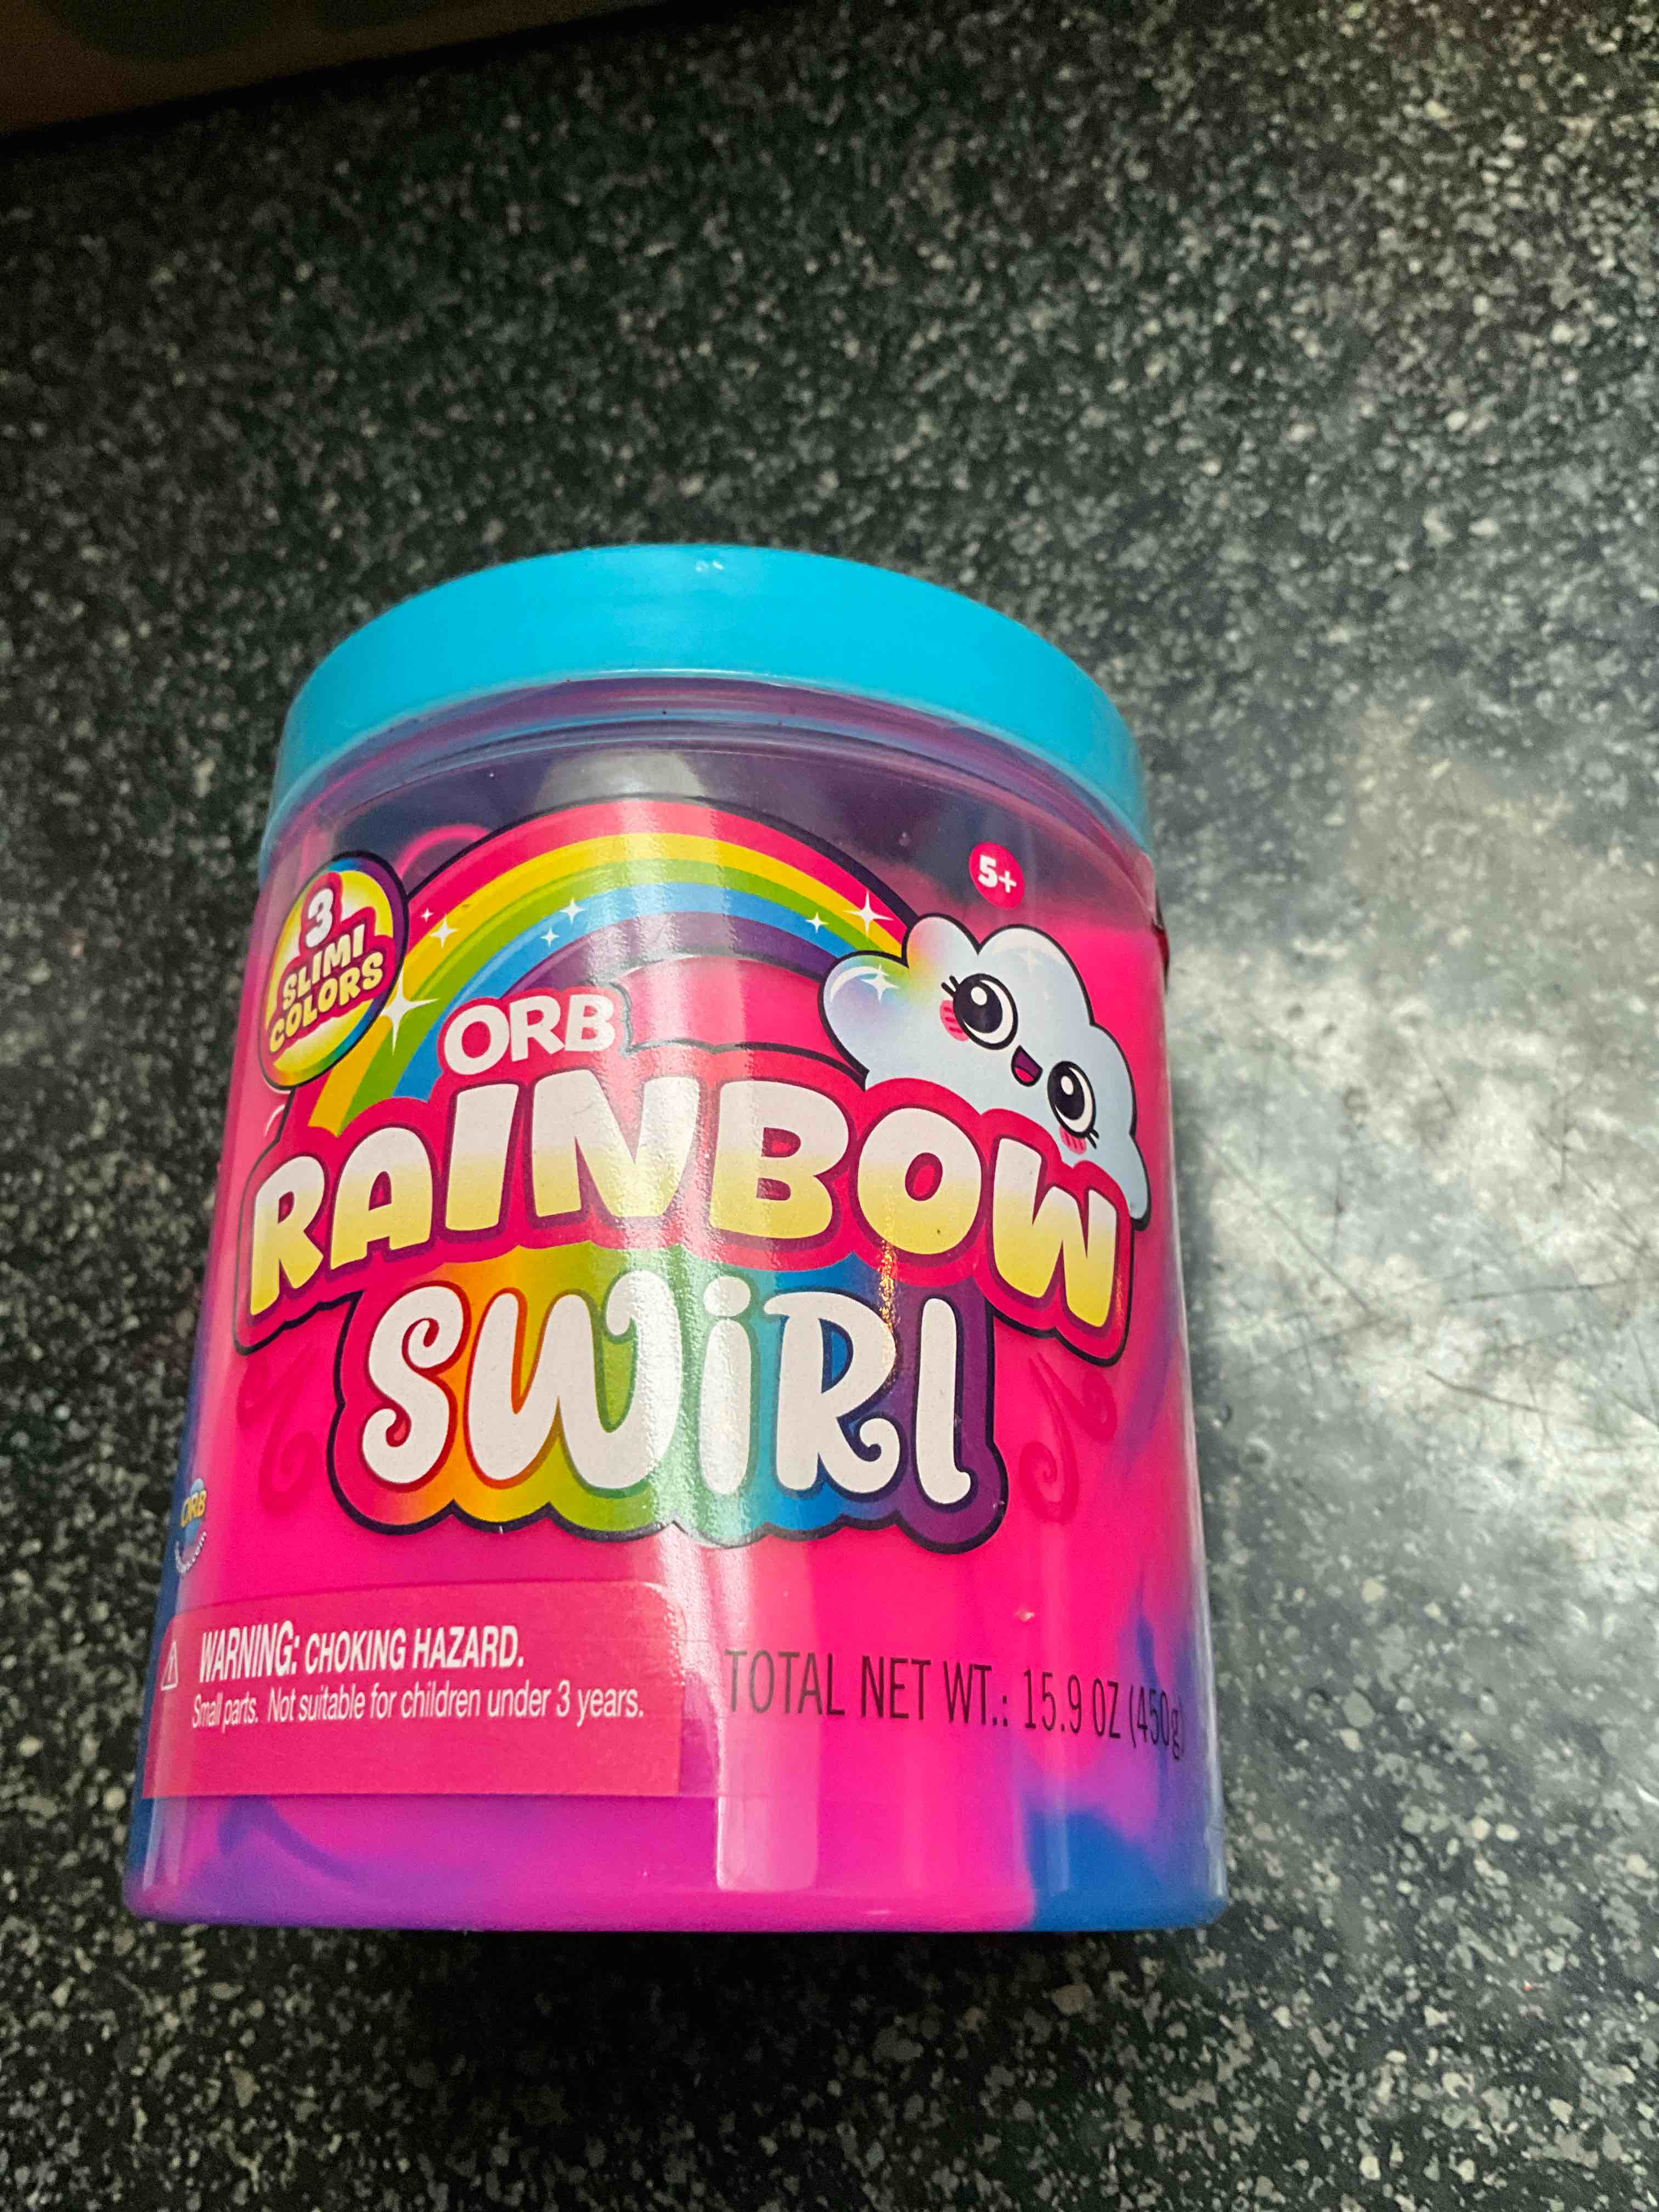 5+
3
SLIMI
COLORS
ORB
RAINBOW
SWiRl
ORB
WARNING: CHOKING HAZARD.
Small parts. Not suitable for children under 3 years.
TOTAL NET WT.: 15.9 OZ (450g)